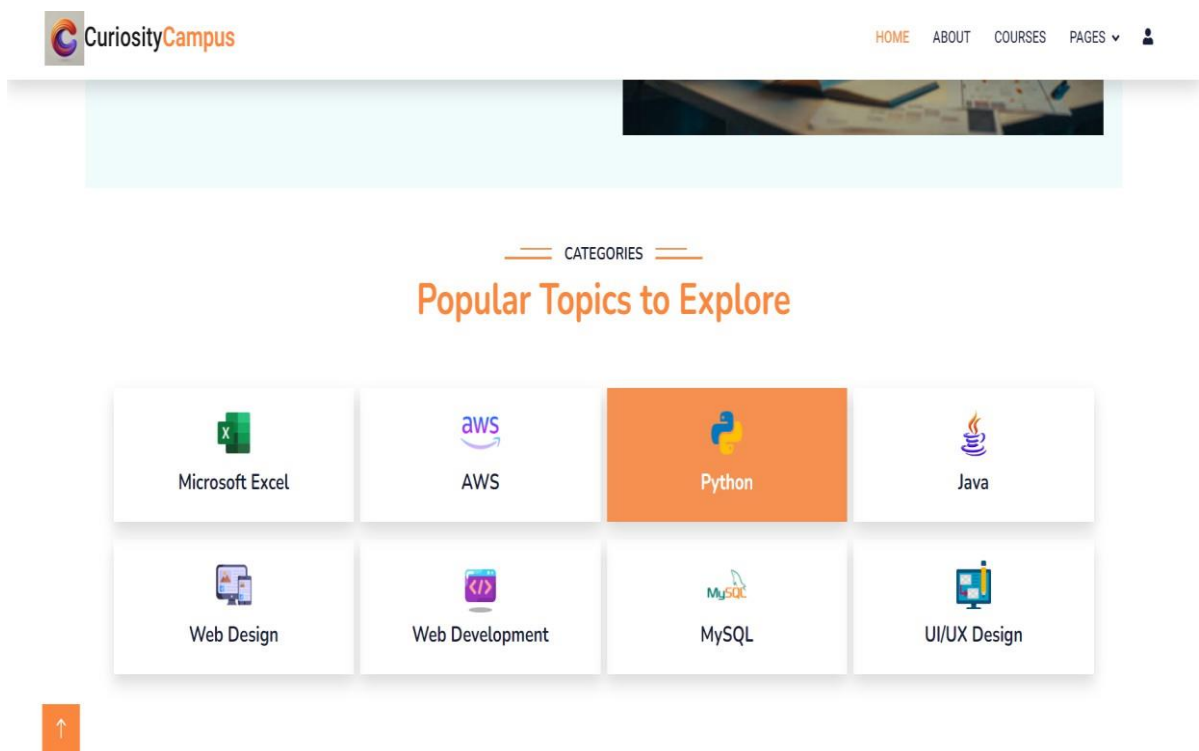 CuriosityCampus HOME ABOUT COURSES PAGES
CATEGORIES
Popular Topics to Explore
X aws
Microsoft Excel AWS Python Java
</> MySQL
Web Design Web Development MySQL UI/UX Design